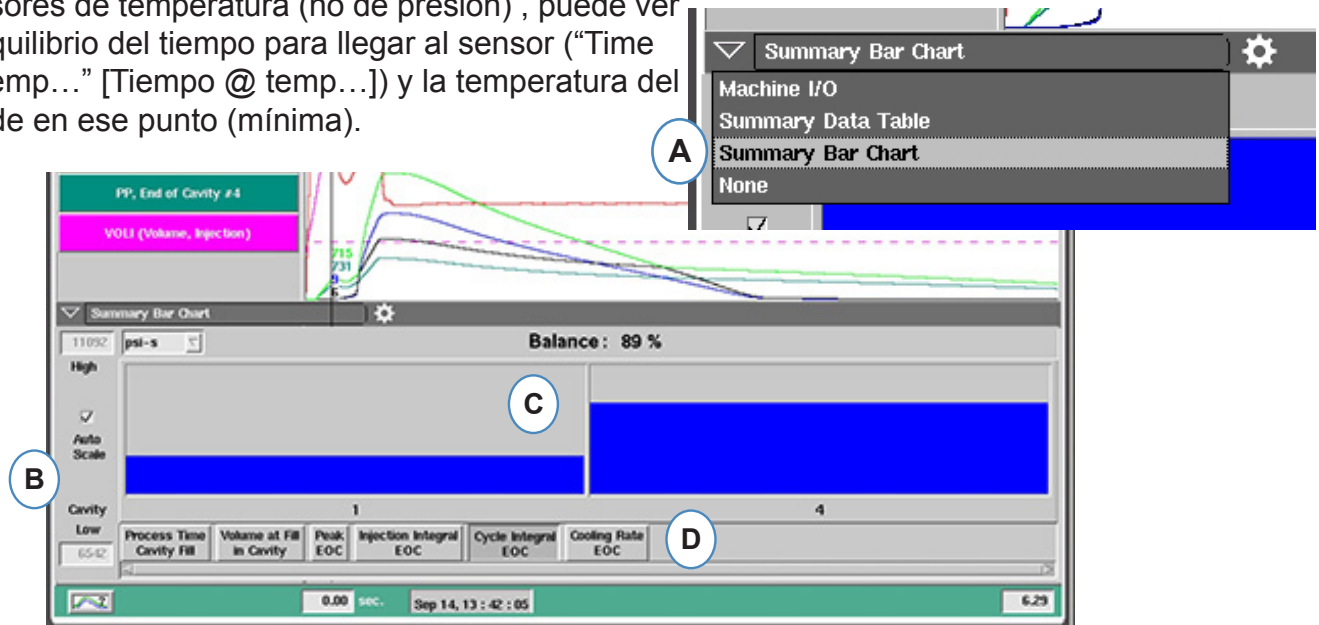 sores de temperatura (no de presión) , puede ver
quilibrio del tiempo para llegar al sensor (“Time
emp…” [Tiempo @ temp…]) y la temperatura del
de en ese punto (mínima).
Summary Bar Chart
Machine I/O
Summary Data Table
A
Summary Bar Chart
None
PP, End of Cavity #4
VOLI (Volume, Injection)
715
731
9
6
Summary Bar Chart
11092 psi-s
Balance: 89 %
High
C
Auto
Scale
B
Cavity 1 4
Low
6542
Process Time
Cavity Fill
Volume at Fill
in Cavity
Peak
EOC
Injection Integral
EOC
Cycle Integral
EOC
Cooling Rate
EOC
D
0.00 sec. Sep 14, 13 : 42 : 05 6.29